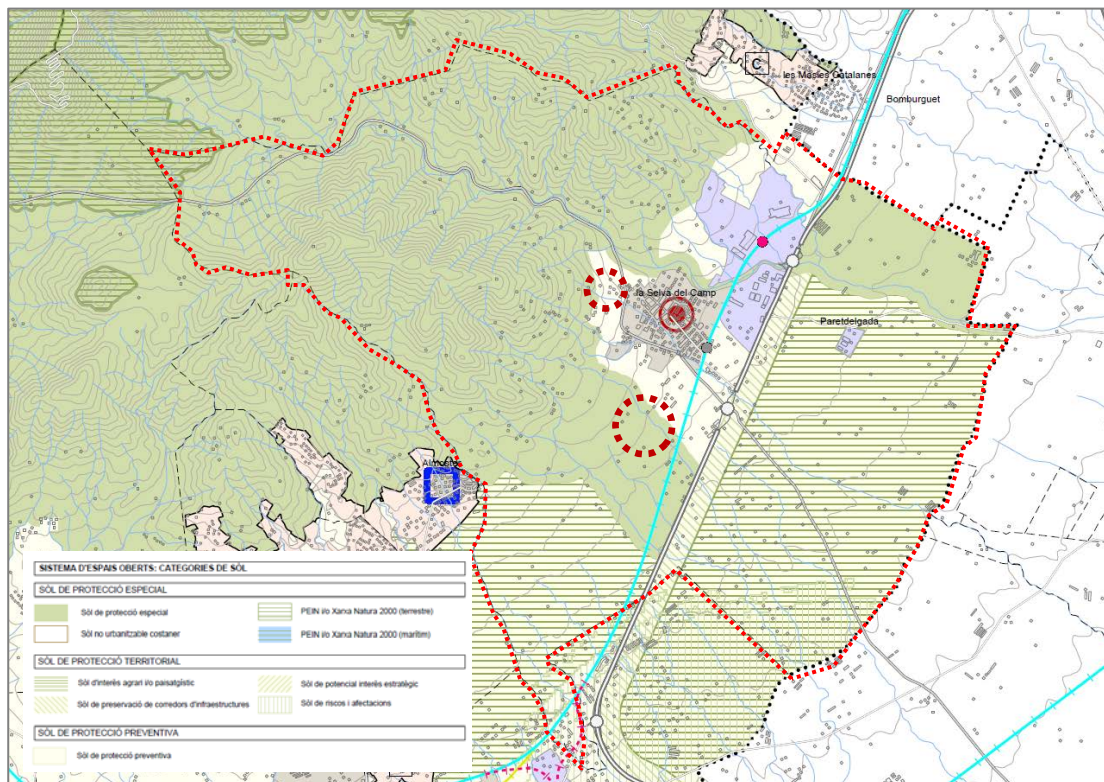 C
les Masies Catalanes
Bomburguet
la Selva del Camp
Paretdelgada
Almoster
SISTEMA D'ESPAIS OBERTS: CATEGORIES DE SÒL
SÒL DE PROTECCIÓ ESPECIAL
Sòl de protecció especial
PEIN i/o Xarxa Natura 2000 (terrestre)
Sòl no urbanitzable costaner
PEIN i/o Xarxa Natura 2000 (marítim)
SÒL DE PROTECCIÓ TERRITORIAL
Sòl d'interès agrari i/o paisatgístic
Sòl de potencial interès estratègic
Sòl de preservació de corredors d'infraestructures
Sòl de riscos i afectacions
SÒL DE PROTECCIÓ PREVENTIVA
Sòl de protecció preventiva